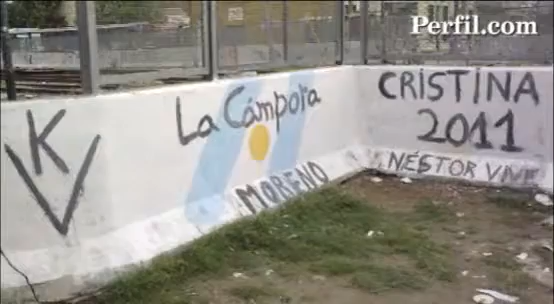 Perfil.com
K
V
La Cámpora
MORENO
CRISTINA
2011
NÉSTOR VIVE